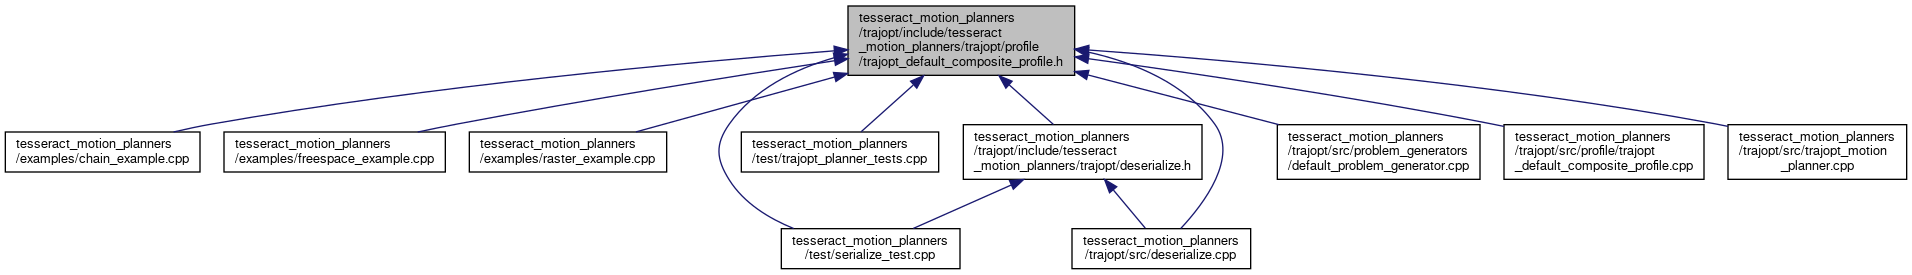 tesseract_motion_planners
/trajopt/include/tesseract
_motion_planners/trajopt/profile
/trajopt_default_composite_profile.h
tesseract_motion_planners
/examples/chain_example.cpp
tesseract_motion_planners
/examples/freespace_example.cpp
tesseract_motion_planners
/examples/raster_example.cpp
tesseract_motion_planners
/test/trajopt_planner_tests.cpp
tesseract_motion_planners
/trajopt/include/tesseract
_motion_planners/trajopt/deserialize.h
tesseract_motion_planners
/trajopt/src/problem_generators
/default_problem_generator.cpp
tesseract_motion_planners
/trajopt/src/profile/trajopt
_default_composite_profile.cpp
tesseract_motion_planners
/trajopt/src/trajopt_motion
_planner.cpp
tesseract_motion_planners
/test/serialize_test.cpp
tesseract_motion_planners
/trajopt/src/deserialize.cpp